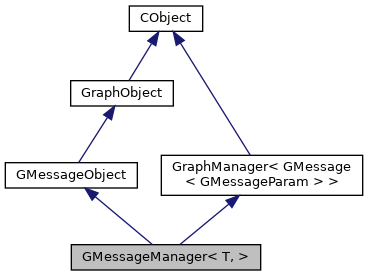 CObject
GraphObject
GMessageObject
GraphManager< GMessage
< GMessageParam > >
GMessageManager< T, >